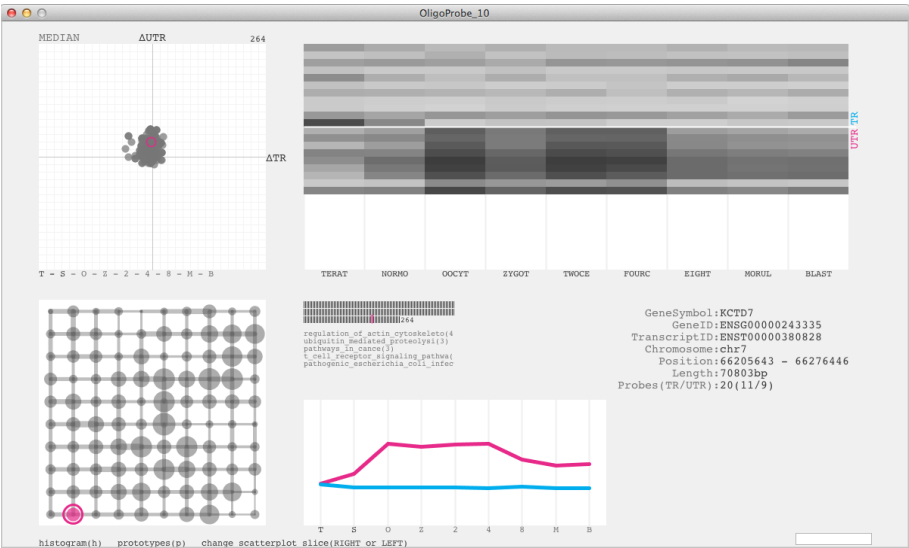 OligoProbe_10
MEDIAN ΔUTR 264
ΔTR
T - S - O - Z - 2 - 4 - 8 - M - B
UTR TR
TERAT NORMO OOCYT ZYGOT TWOCE FOURC EIGHT MORUL BLAST
264
regulation_of_actin_cytoskeleto(4
ubiquitin_mediated_proteolysi(3)
pathways_in_cance(3)
t_cell_receptor_signaling_pathwa(
pathogenic_escherichia_coli_infec
GeneSymbol:KCTD7
GeneID:ENSG00000243335
TranscriptID:ENST00000380828
Chromosome:chr7
Position:66205643 - 66276446
Length:70803bp
Probes(TR/UTR):20(11/9)
T S O Z 2 4 8 M B
histogram(h) prototypes(p) change scatterplot slice(RIGHT or LEFT)